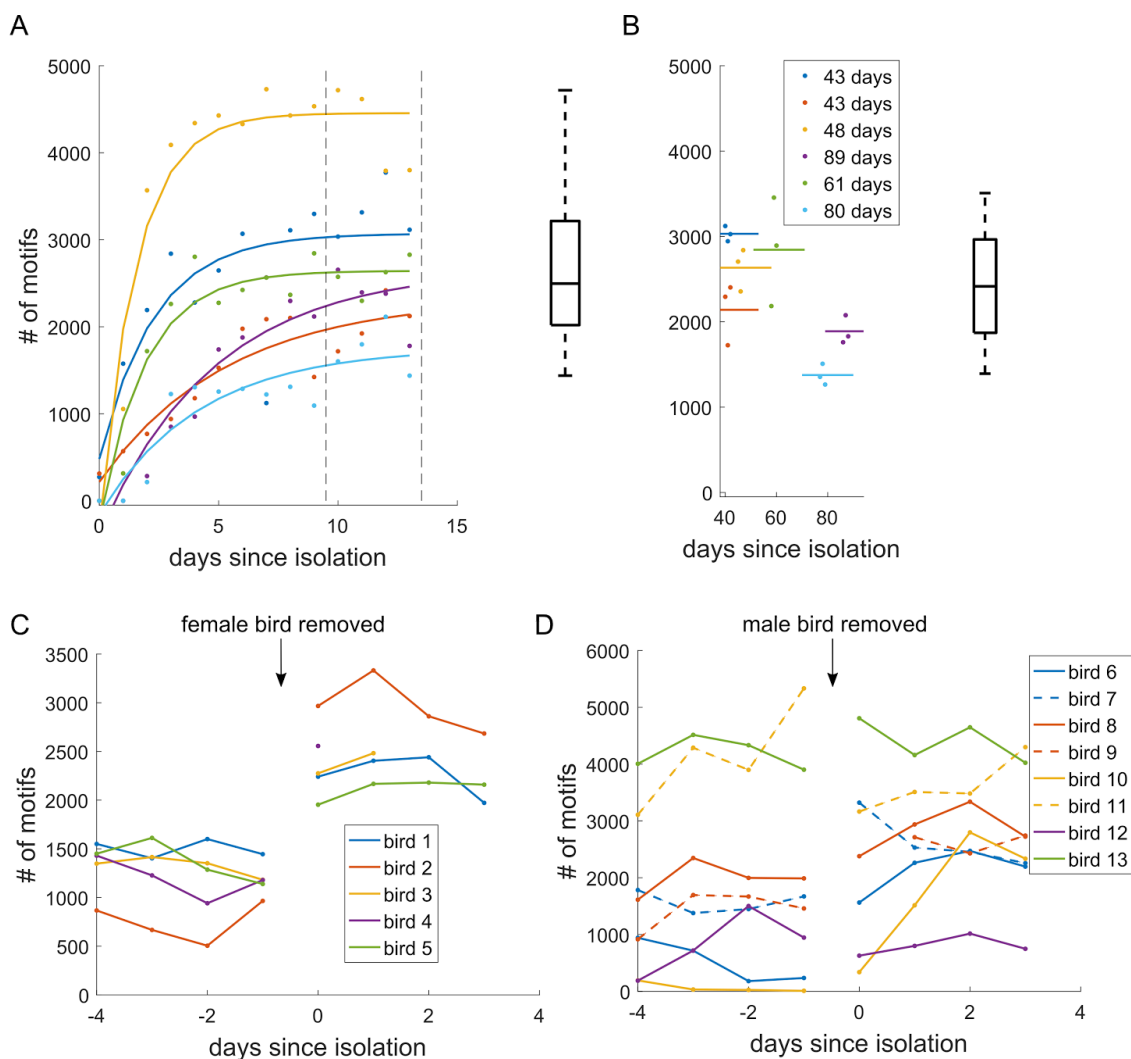 A
5000
4000
3000
2000
1000
0
# of motifs
0
5
10
15
days since isolation
B
5000
4000
3000
2000
1000
0
43 days
43 days
48 days
89 days
61 days
80 days
40
60
80
days since isolation
C
female bird removed
3500
3000
2500
2000
1500
1000
500
0
# of motifs
bird 1
bird 2
bird 3
bird 4
bird 5
-4
-2
0
2
4
days since isolation
D
male bird removed
6000
5000
4000
3000
2000
1000
0
# of motifs
bird 6
bird 7
bird 8
bird 9
bird 10
bird 11
bird 12
bird 13
-4
-2
0
2
4
days since isolation